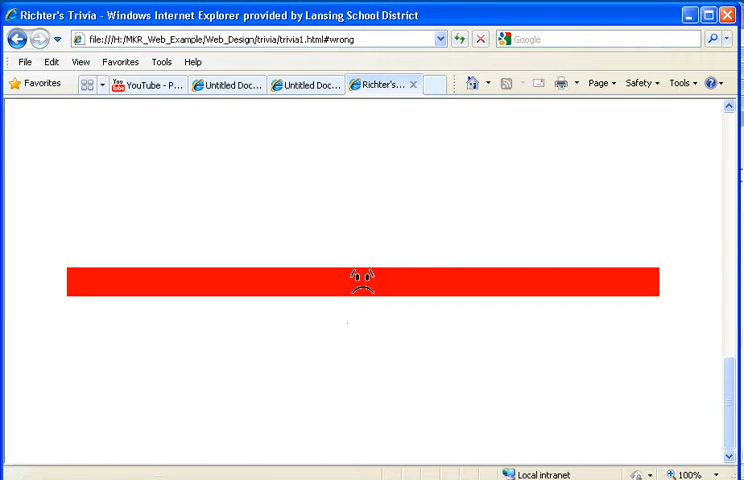 Richter's Trivia - Windows Internet Explorer provided by Lansing School District
file:///H:/MKR_Web_Example/Web_Design/trivia/trivia1.html#wrong
Google
File Edit View Favorites Tools Help
Favorites YouTube - P... Untitled Doc... Untitled Doc... Richter's... Page Safety Tools
Local intranet 100%